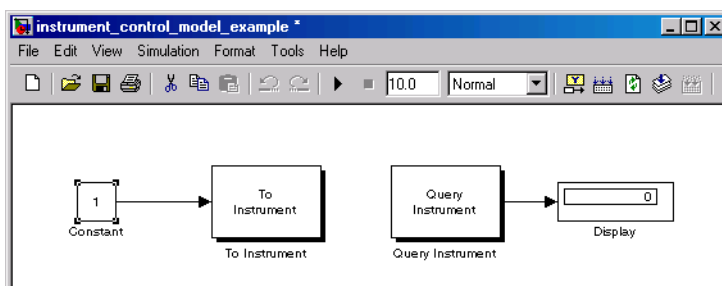 instrument_control_model_example *
File Edit View Simulation Format Tools Help
10.0 Normal
1
Constant
To
Instrument
To Instrument
Query
Instrument
Query Instrument
0
Display